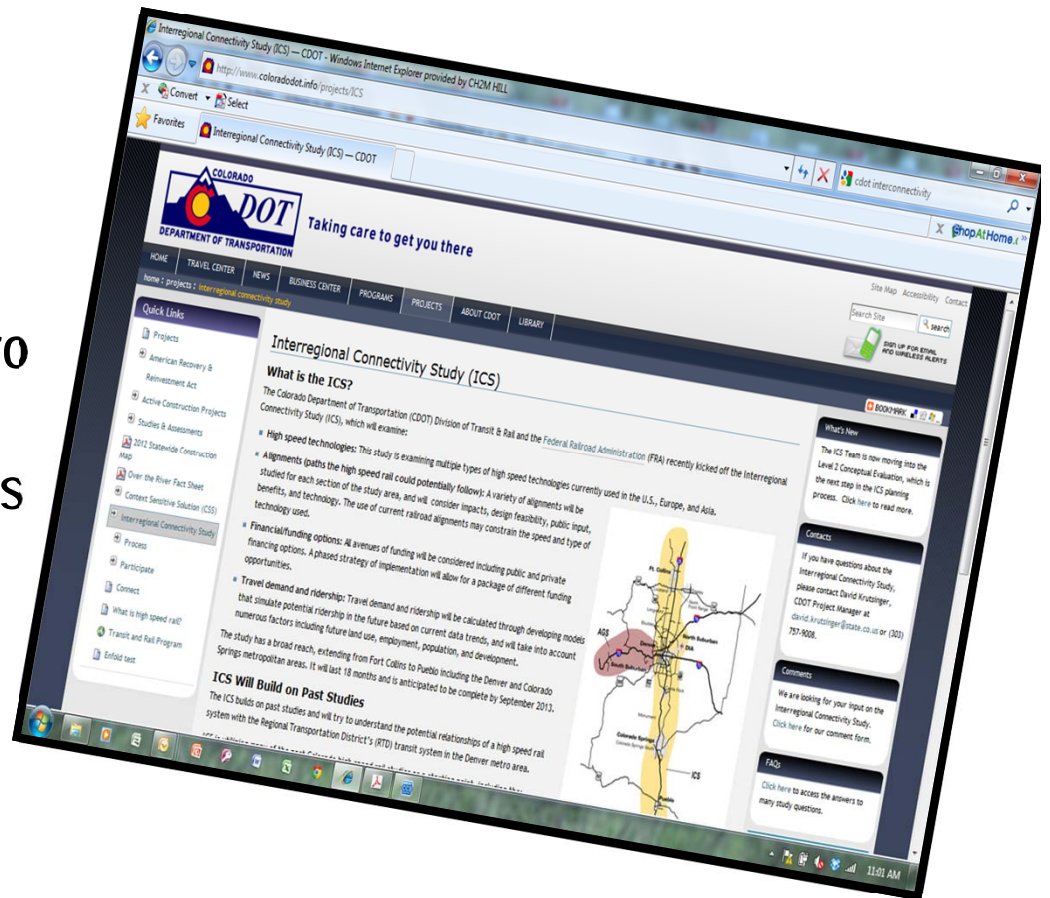 TO
S
Interregional Connectivity Study (ICS) — CDOT - Windows Internet Explorer provided by CH2M HILL
http://www.coloradodot.info/projects/ICS
cdot interconnectivity
X Convert Select
X ShopAtHome.c »
Favorites
Interregional Connectivity Study (ICS) — CDOT
COLORADO
DOT
DEPARTMENT OF TRANSPORTATION
Taking care to get you there
Site Map Accessibility Contact
Search Site search
SIGN UP FOR EMAIL
AND WIRELESS ALERTS
HOME TRAVEL CENTER NEWS BUSINESS CENTER PROGRAMS PROJECTS ABOUT CDOT LIBRARY
home : projects : interregional connectivity study
BOOKMARK
Quick Links
Projects
American Recovery &
Reinvestment Act
Active Construction Projects
Studies & Assessments
2012 Statewide Construction
Map
Over the River Fact Sheet
Context Sensitive Solution (CSS)
Interregional Connectivity Study
Process
Participate
Connect
What is high speed rail?
Transit and Rail Program
Enfold test
Interregional Connectivity Study (ICS)
What is the ICS?
The Colorado Department of Transportation (CDOT) Division of Transit & Rail and the Federal Railroad Administration (FRA) recently kicked off the Interregional
Connectivity Study (ICS), which will examine:
High speed technologies: This study is examining multiple types of high speed technologies currently used in the U.S., Europe, and Asia.
Alignments (paths the high speed rail could potentially follow): A variety of alignments will be
studied for each section of the study area, and will consider impacts, design feasibility, public input,
benefits, and technology. The use of current railroad alignments may constrain the speed and type of
technology used.
Financial/funding options: All avenues of funding will be considered including public and private
financing options. A phased strategy of implementation will allow for a package of different funding
opportunities.
Travel demand and ridership: Travel demand and ridership will be calculated through developing models
that simulate potential ridership in the future based on current data trends, and will take into account
numerous factors including future land use, employment, population, and development.
The study has a broad reach, extending from Fort Collins to Pueblo including the Denver and Colorado
Springs metropolitan areas. It will last 18 months and is anticipated to be complete by September 2013.
ICS Will Build on Past Studies
The ICS builds on past studies and will try to understand the potential relationships of a high speed rail
system with the Regional Transportation District's (RTD) transit system in the Denver metro area.
Ft. Collins
North Suburban
AGS
Denver
DIA
South Suburban
Monument
Colorado Springs
ICS
Pueblo
What's New
The ICS Team is now moving into the
Level 2 Conceptual Evaluation, which is
the next step in the ICS planning
process. Click here to read more.
Contacts
If you have questions about the
Interregional Connectivity Study,
please contact David Krutsinger,
CDOT Project Manager at
david.krutsinger@state.co.us or (303)
757-9008.
Comments
We are looking for your input on the
Interregional Connectivity Study.
Click here for our comment form.
FAQs
Click here to access the answers to
many study questions.
11:01 AM